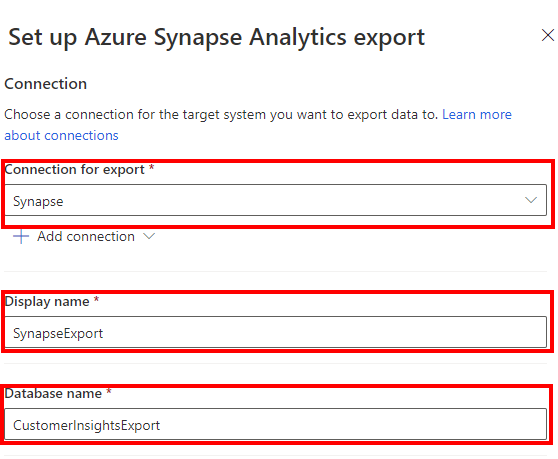 Set up Azure Synapse Analytics export
Connection
Choose a connection for the target system you want to export data to. Learn more
about connections
Connection for export *
Synapse
Add connection
Display name *
SynapseExport
Database name *
CustomerInsightsExport